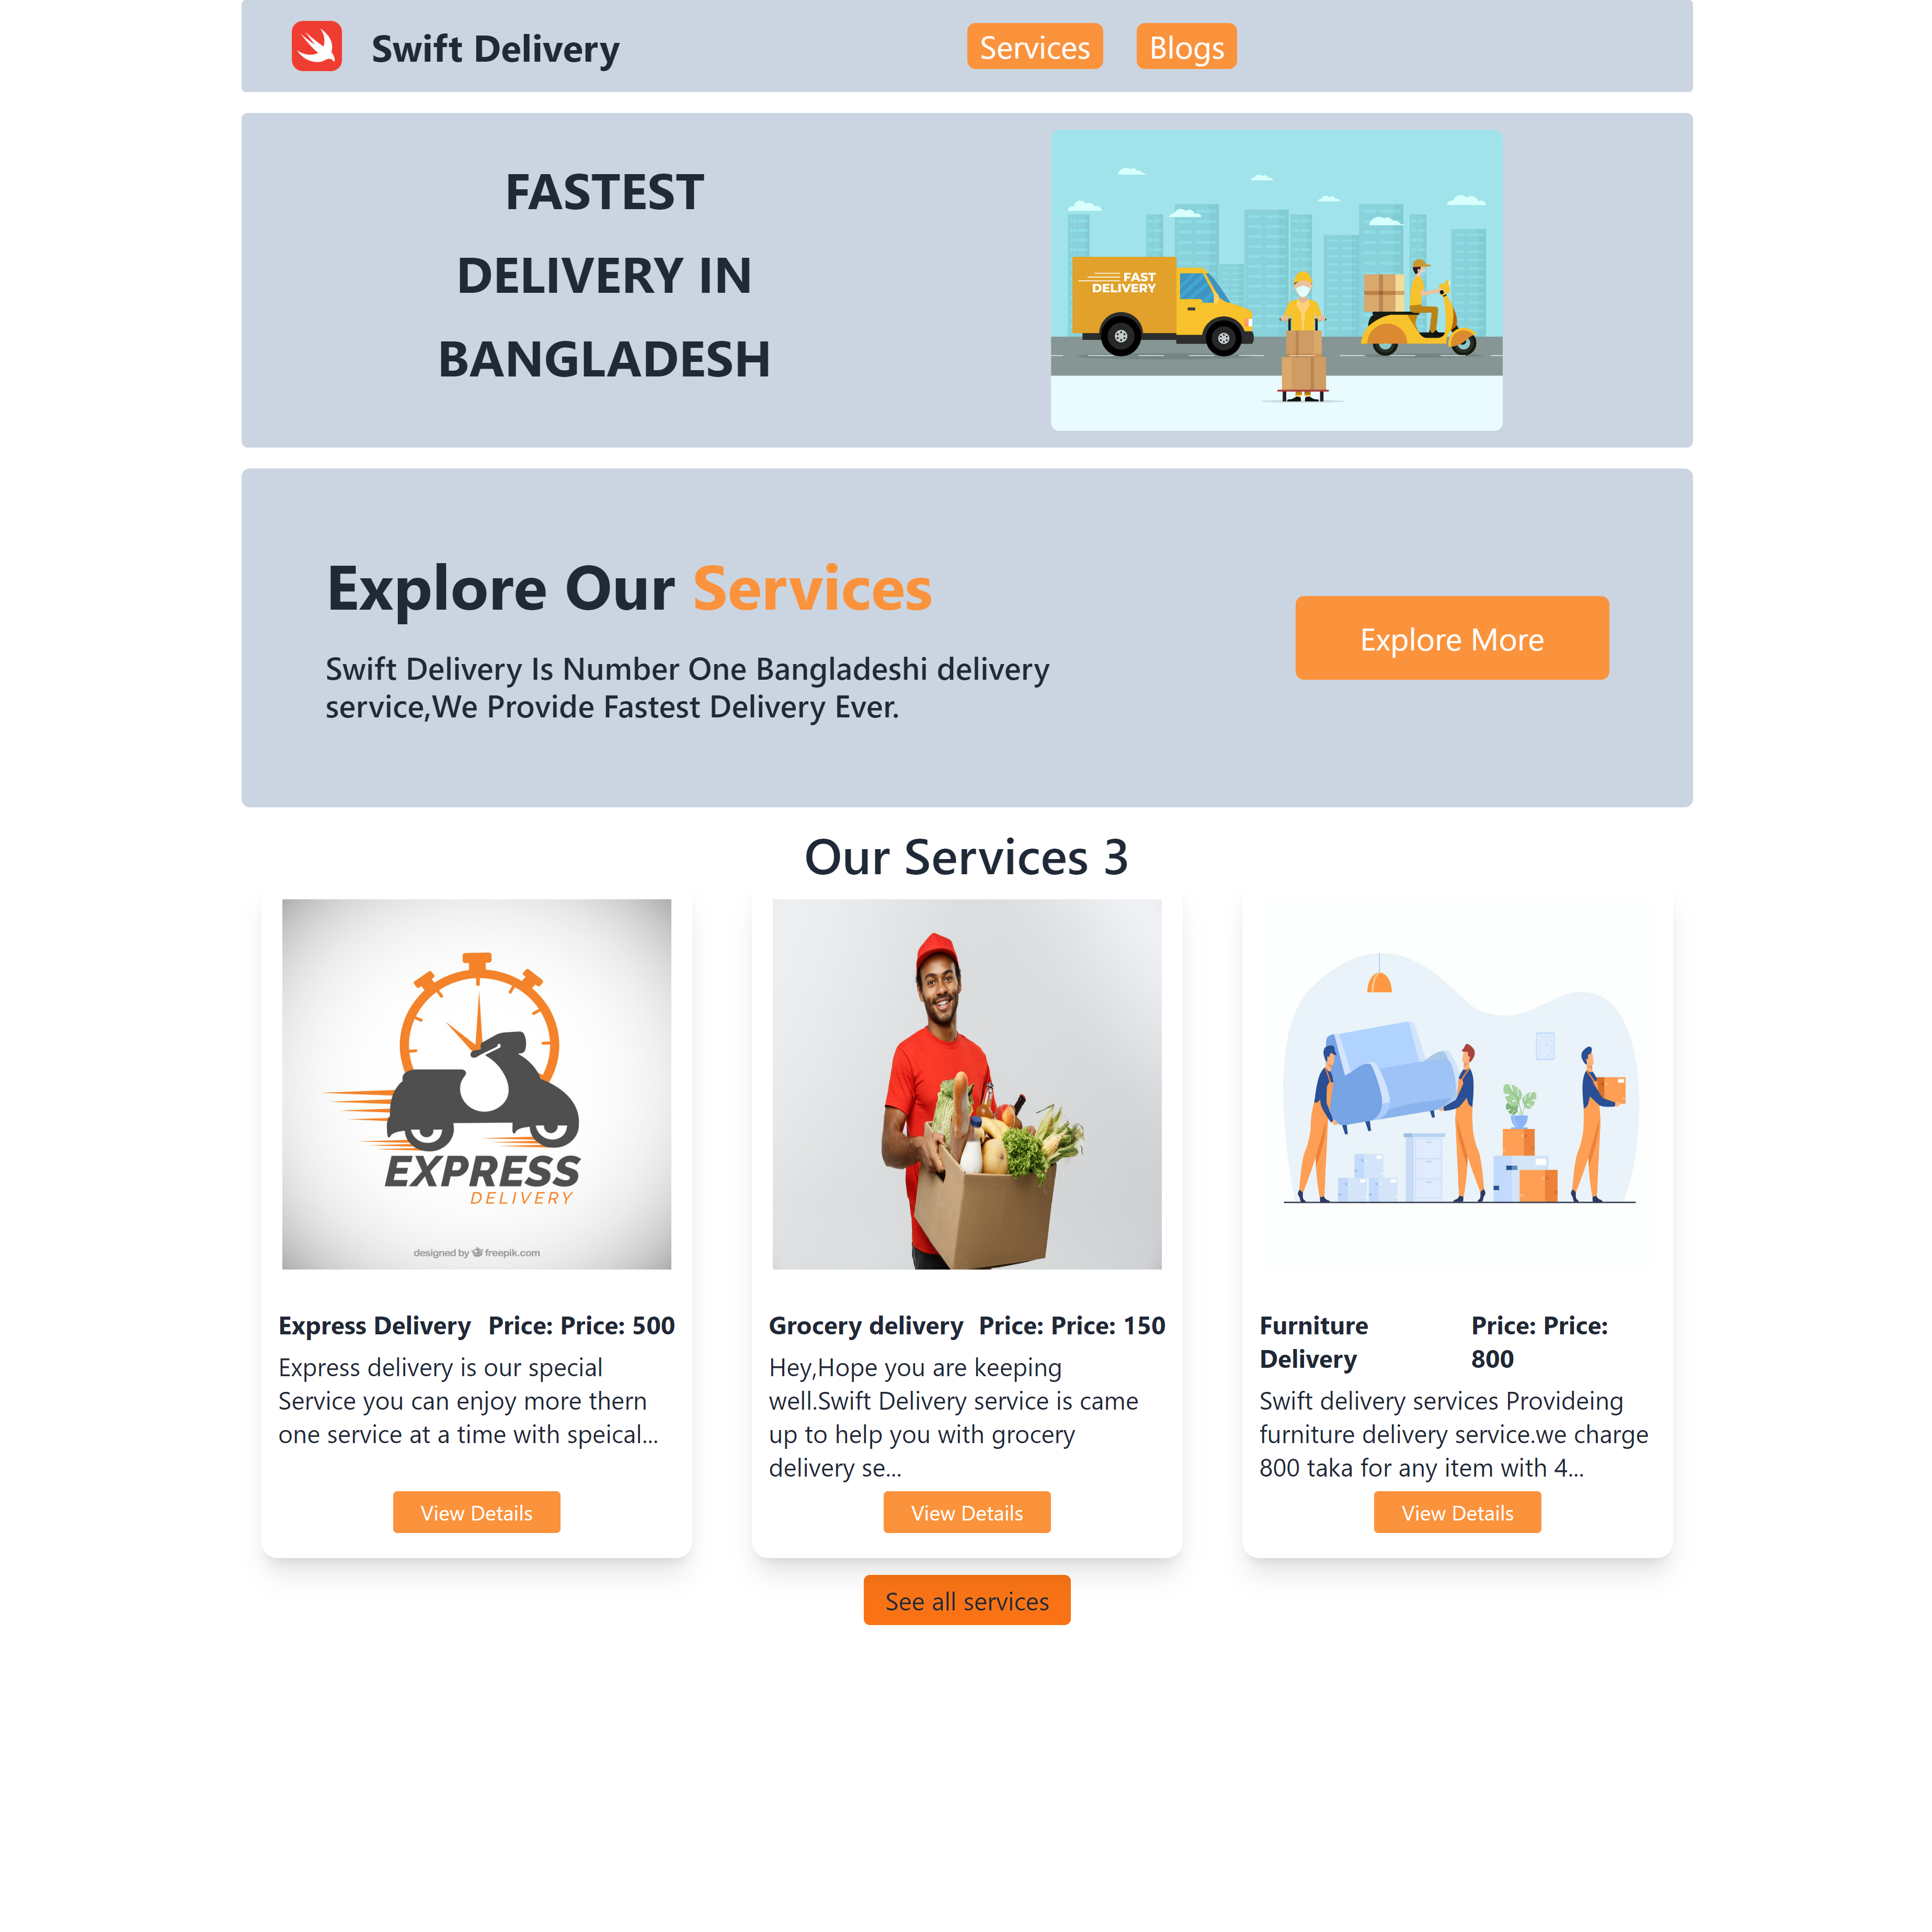 Swift Delivery
Services
Blogs
FASTEST
DELIVERY IN
BANGLADESH
FAST
DELIVERY
Explore Our Services
Swift Delivery Is Number One Bangladeshi delivery
service,We Provide Fastest Delivery Ever.
Explore More
Our Services 3
EXPRESS
DELIVERY
designed by freepik.com
Express Delivery
Price: Price: 500
Express delivery is our special
Service you can enjoy more thern
one service at a time with speical...
View Details
Grocery delivery
Price: Price: 150
Hey,Hope you are keeping
well.Swift Delivery service is came
up to help you with grocery
delivery se...
View Details
Furniture
Delivery
Price: Price:
800
Swift delivery services Provideing
furniture delivery service.we charge
800 taka for any item with 4...
View Details
See all services